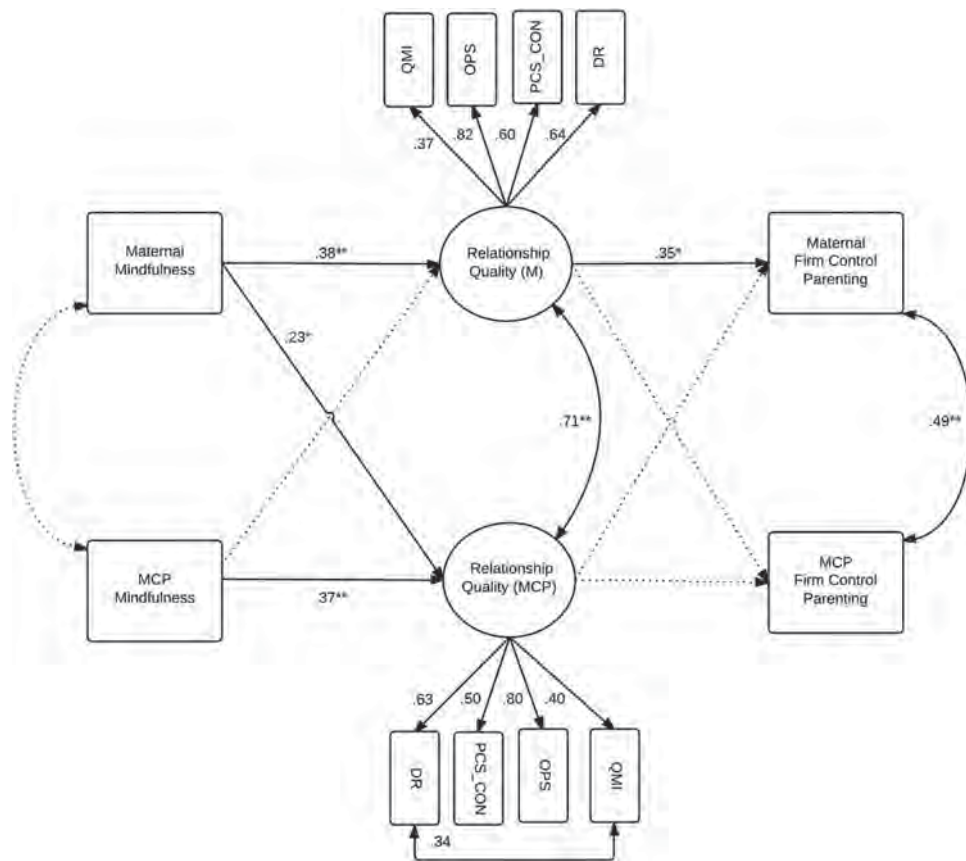 QMI
OPS
PCS_CON
DR
.37
.82
.60
.64
Maternal
Mindfulness
.38**
Relationship
Quality (M)
.35*
Maternal
Firm Control
Parenting
.23*
.71**
.49**
MCP
Mindfulness
.37**
Relationship
Quality (MCP)
MCP
Firm Control
Parenting
.63
.50
.80
.40
DR
PCS_CON
OPS
QMI
.34